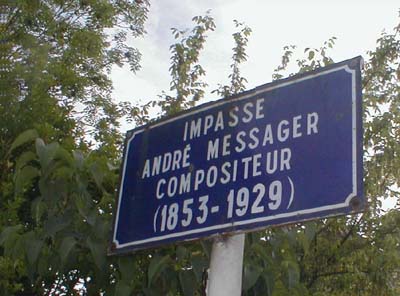 IMPASSE
ANDRÉ MESSAGER
COMPOSITEUR
(1853-1929)